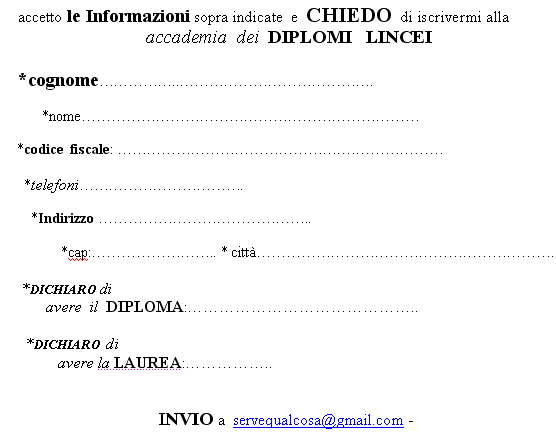 accetto le Informazioni sopra indicate e CHIEDO di iscrivermi alla
accademia dei DIPLOMI LINCEI
*cognome……………………………………………….
*nome……………………………………………………………
*codice fiscale: …………………………………………………………
*telefoni…………………………….
*Indirizzo ……………………………………..
*cap:…………………….. * città…………………………………………………….
*DICHIARO di
avere il DIPLOMA:……………………………………….
*DICHIARO di
avere la LAUREA:……………..
INVIO a servequalcosa@gmail.com -